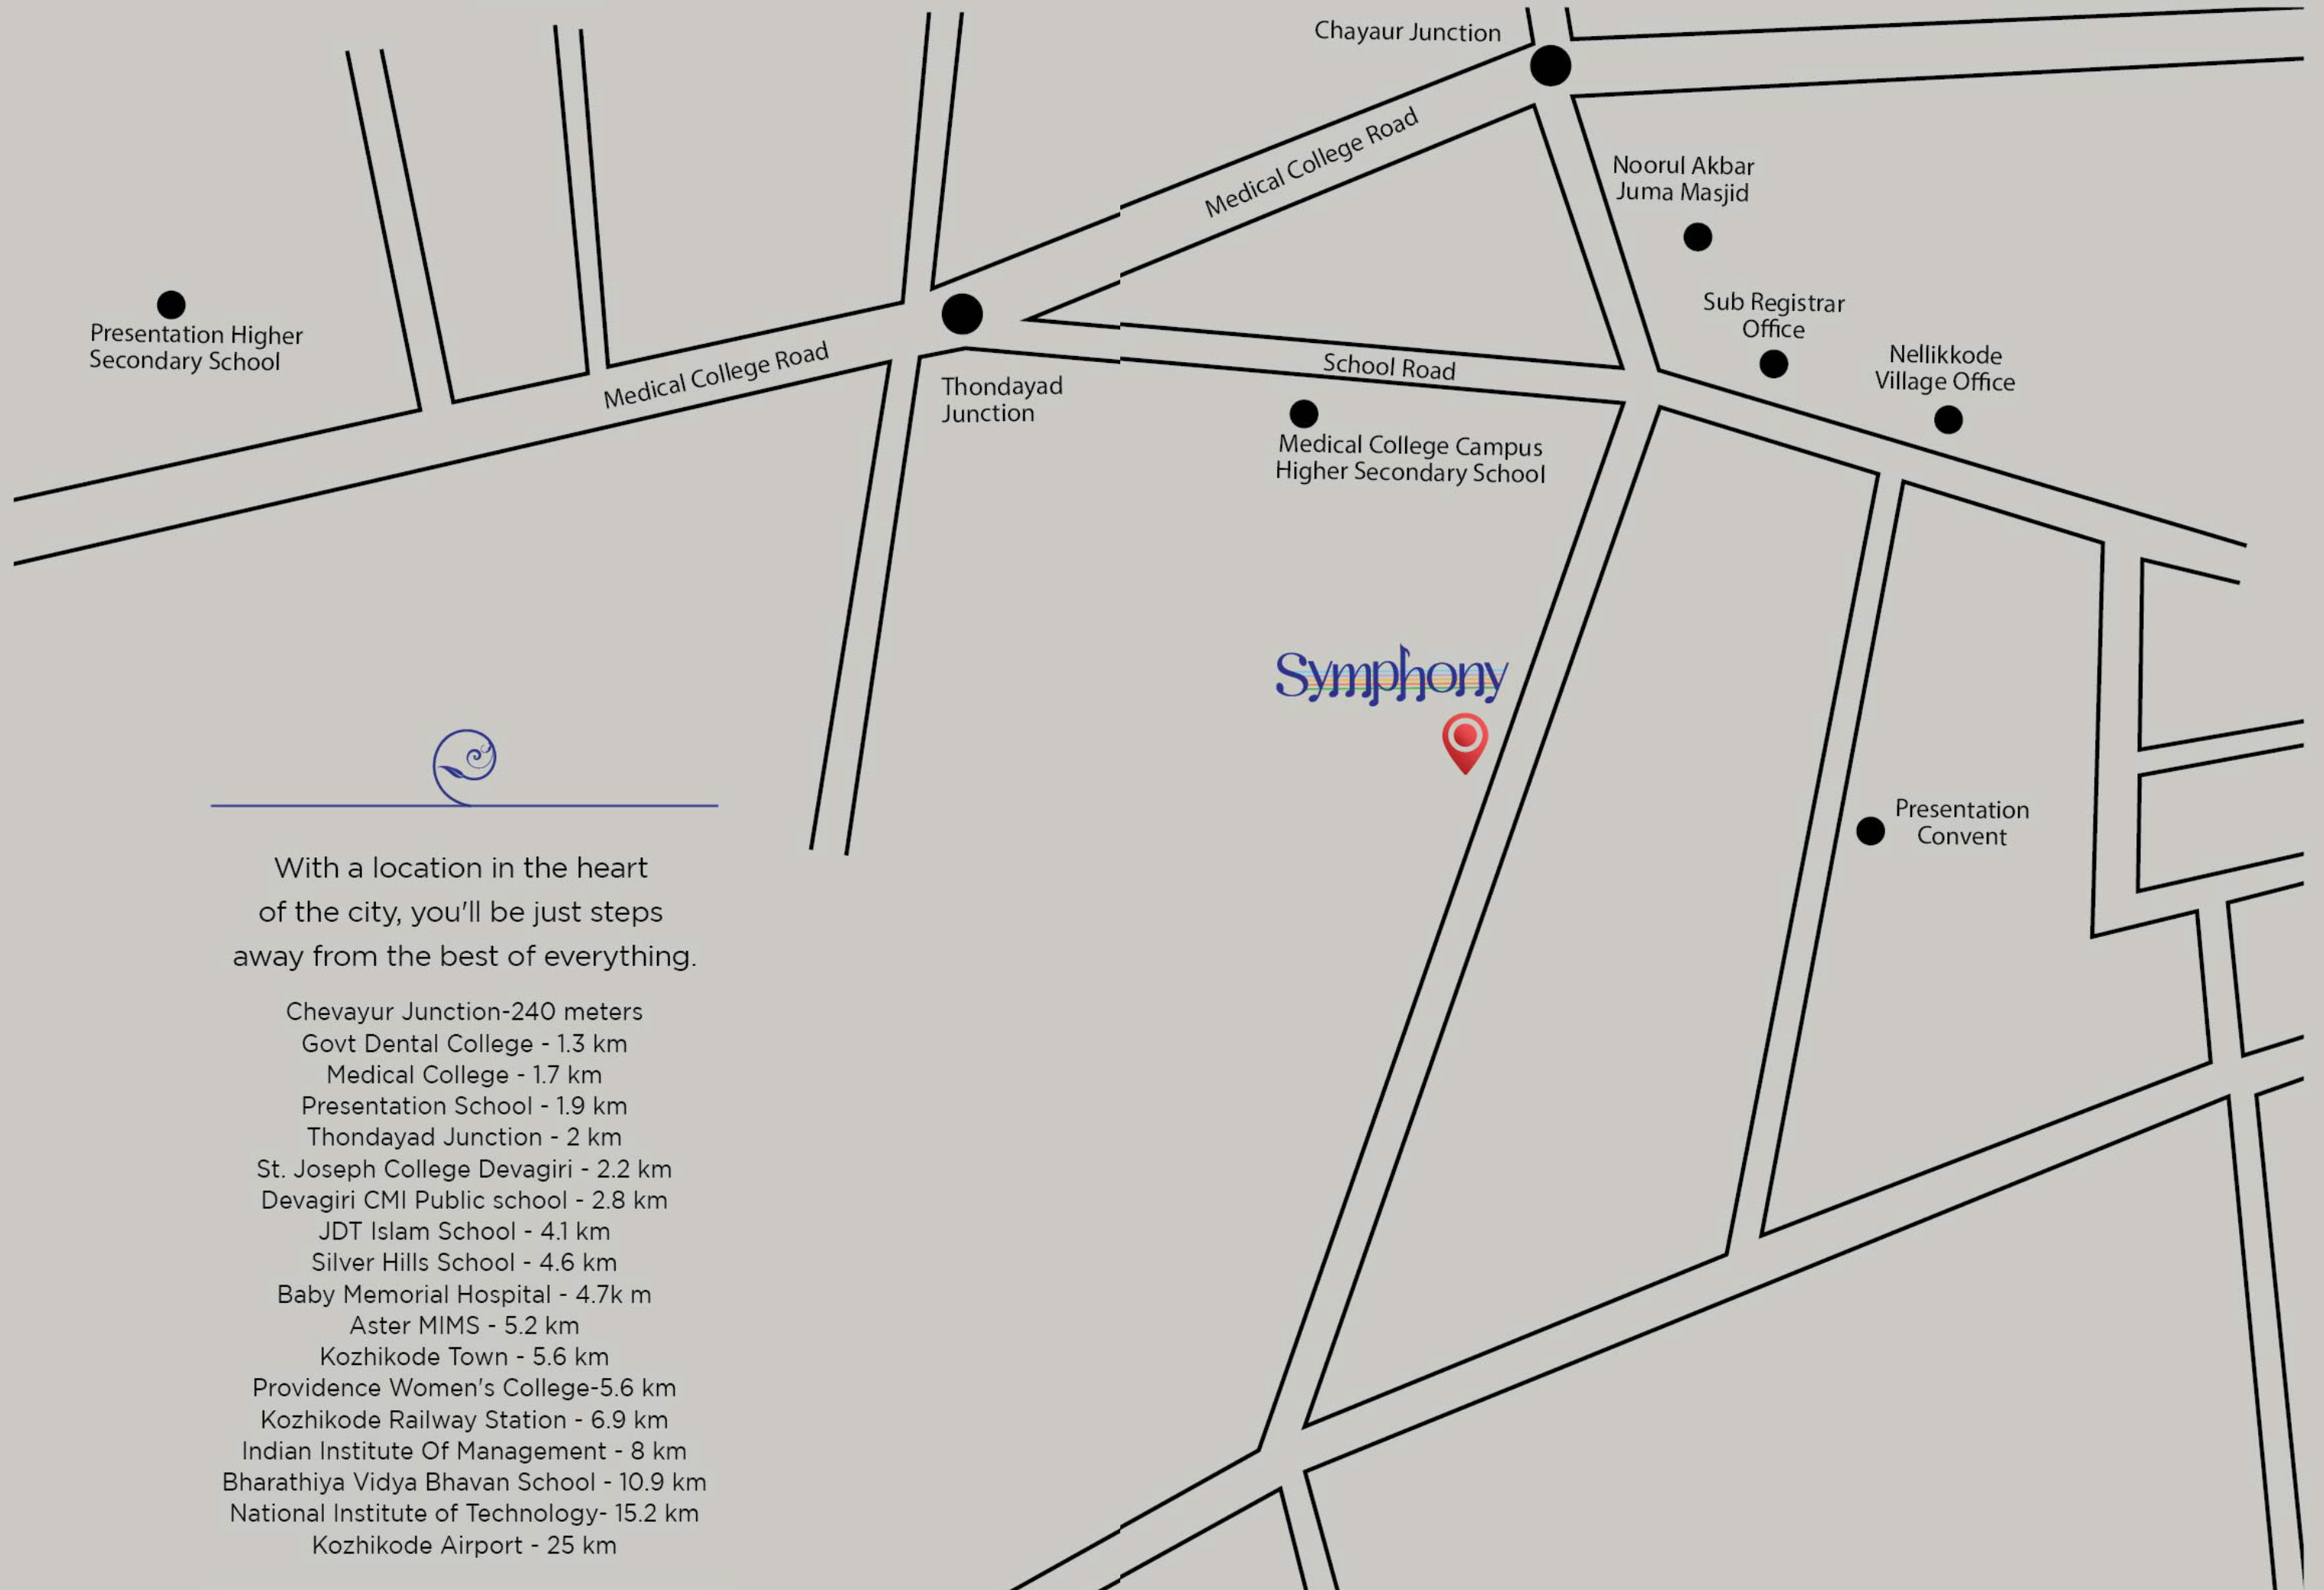 Chayaur Junction
Medical College Road
Noorul Akbar
Juma Masjid
Sub Registrar
Office
Nellikkode
Village Office
Presentation Higher
Secondary School
Medical College Road
Thondayad
Junction
School Road
Medical College Campus
Higher Secondary School
Symphony
Presentation
Convent
With a location in the heart
of the city, you'll be just steps
away from the best of everything.
Chevayur Junction-240 meters
Govt Dental College - 1.3 km
Medical College - 1.7 km
Presentation School - 1.9 km
Thondayad Junction - 2 km
St. Joseph College Devagiri - 2.2 km
Devagiri CMI Public school - 2.8 km
JDT Islam School - 4.1 km
Silver Hills School - 4.6 km
Baby Memorial Hospital - 4.7k m
Aster MIMS - 5.2 km
Kozhikode Town - 5.6 km
Providence Women's College-5.6 km
Kozhikode Railway Station - 6.9 km
Indian Institute Of Management - 8 km
Bharathiya Vidya Bhavan School - 10.9 km
National Institute of Technology- 15.2 km
Kozhikode Airport - 25 km